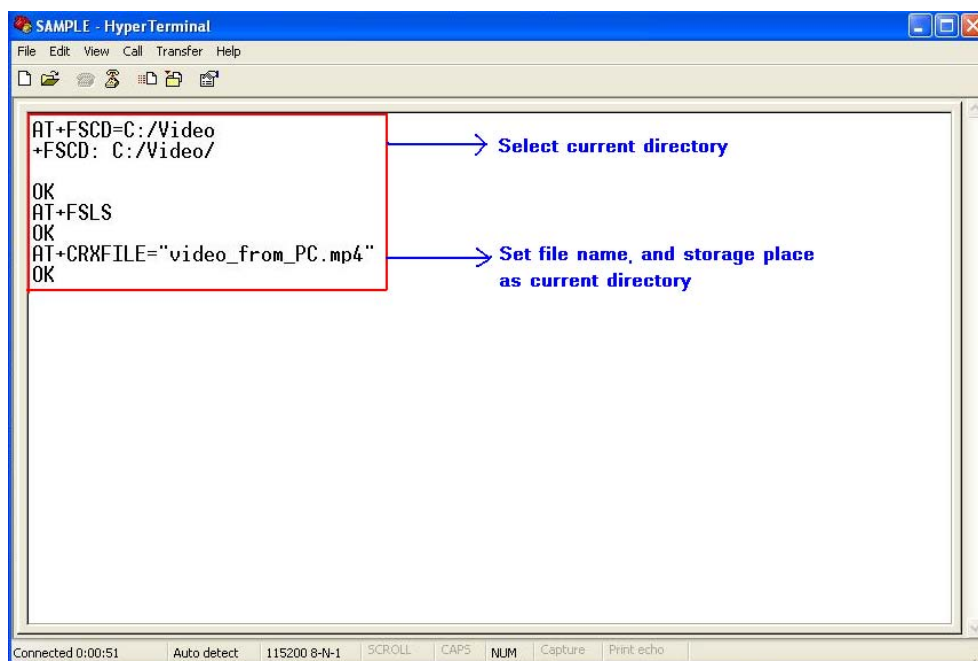 SAMPLE - HyperTerminal
File Edit View Call Transfer Help
AT+FSCD=C:/Video
+FSCD: C:/Video/
Select current directory
OK
AT+FSLS
OK
AT+CRXFILE="video_from_PC.mp4"
Set file name, and storage place
OK
as current directory
Connected 0:00:51 Auto detect 115200 8-N-1 SCROLL CAPS NUM Capture Print echo